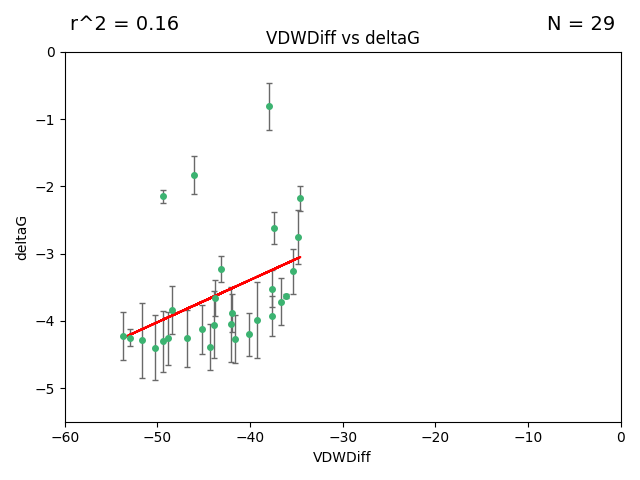 r^2 = 0.16
N = 29
VDWDiff vs deltaG
0
−1
−2
−3
−4
−5
deltaG
−60
−50
−40
−30
−20
−10
0
VDWDiff